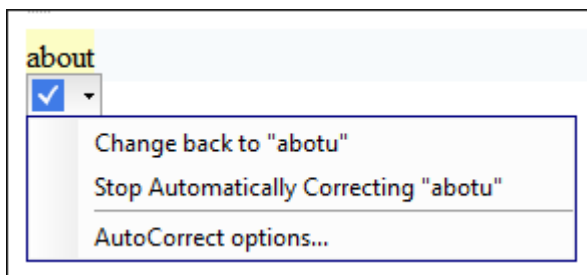 about
Change back to "abotu"
Stop Automatically Correcting "abotu"
AutoCorrect options...